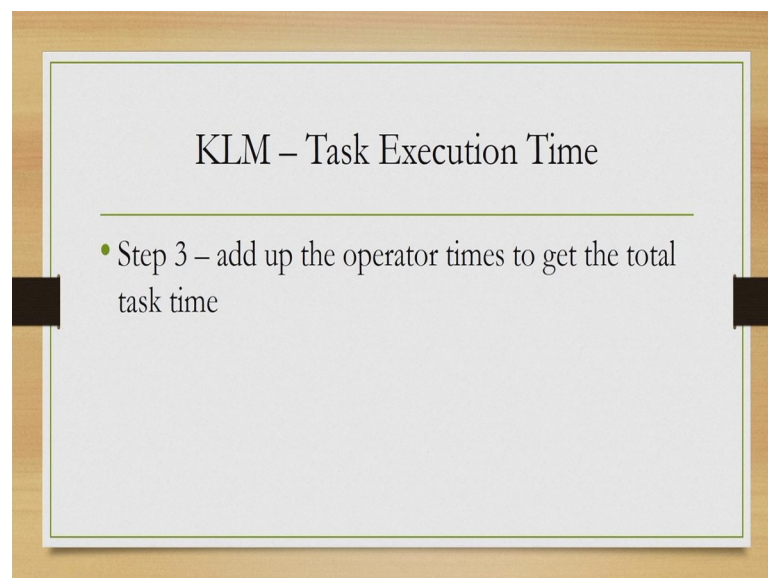 KLM – Task Execution Time
• Step 3 – add up the operator times to get the total
task time